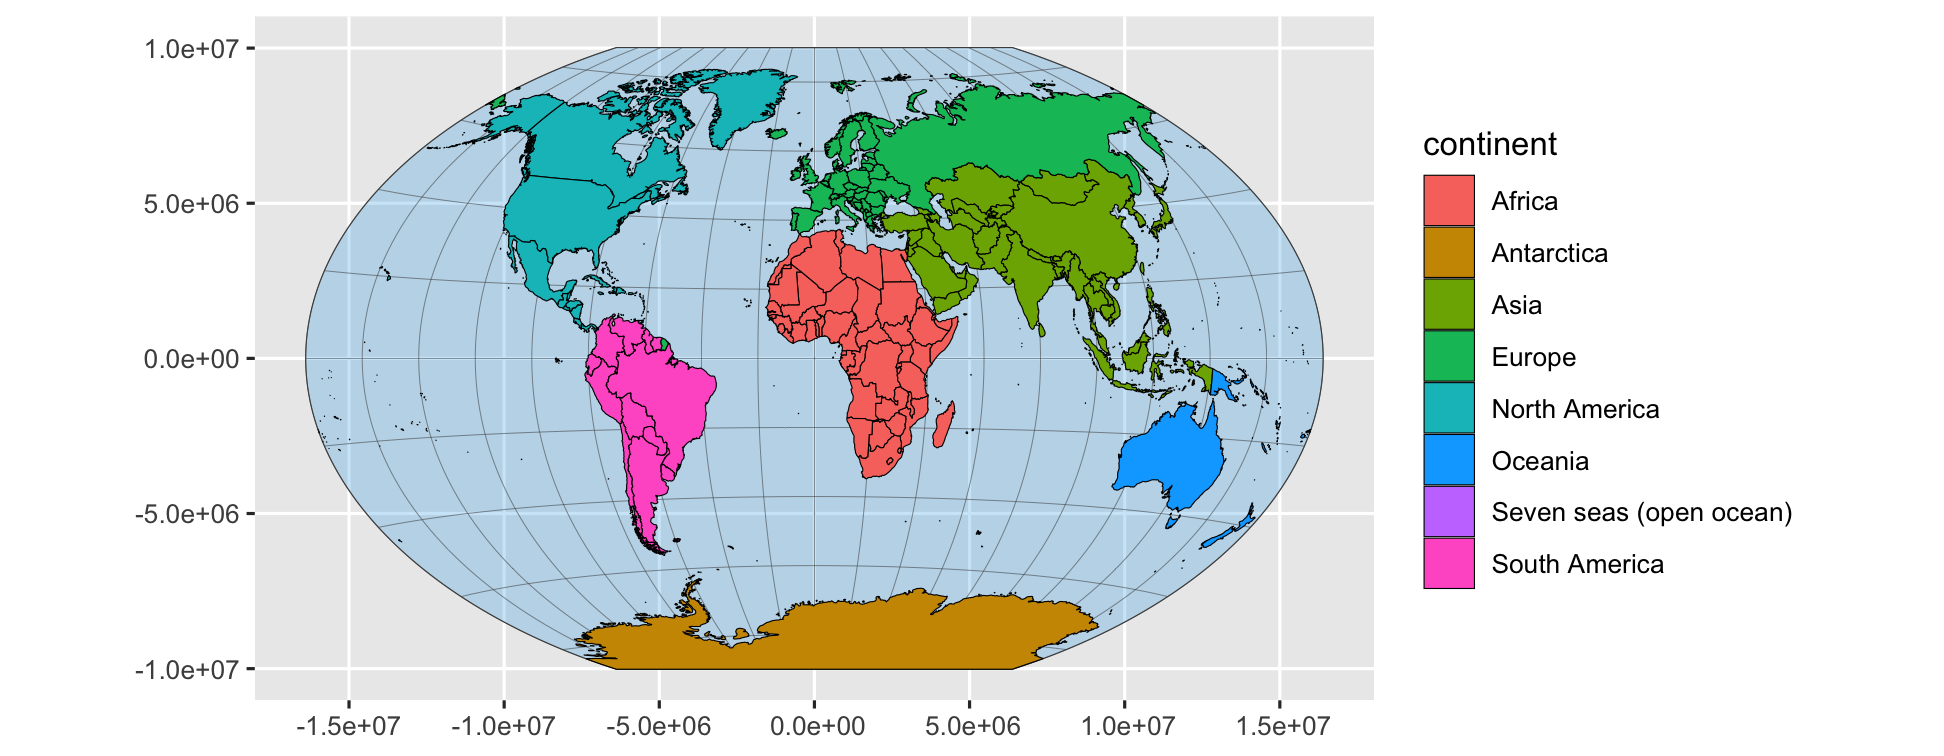 1.0e+07
5.0e+06
0.0e+00
-5.0e+06
-1.0e+07
-1.5e+07 -1.0e+07 -5.0e+06 0.0e+00 5.0e+06 1.0e+07 1.5e+07
continent
Africa
Antarctica
Asia
Europe
North America
Oceania
Seven seas (open ocean)
South America